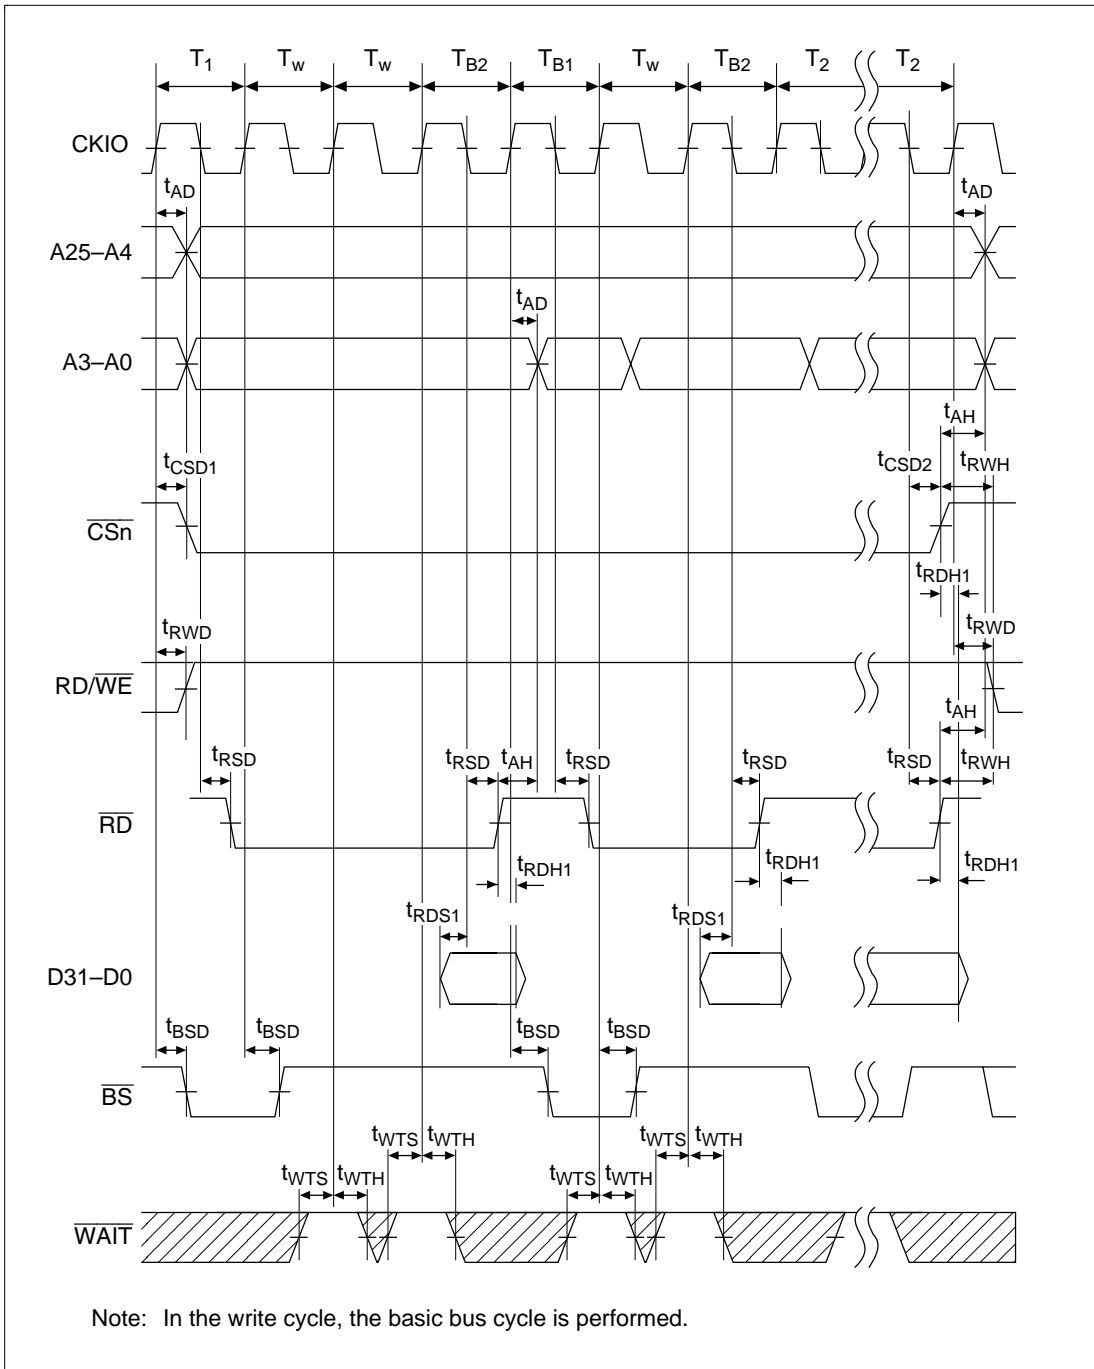 T1 Tw Tw TB2 TB1 Tw TB2 T2 T2
CKIO
tAD tAD
A25–A4
tAD
A3–A0
tAH
tCSD1 tCSD2 tRWH
CSn
tRDH1
tRWD tRWD
RD/WE
tAH
tRSD tRSD tAH tRSD tRSD tRSD tRWH
RD
tRDH1 tRDH1 tRDH1
tRDS1 tRDS1
D31–D0
tBSD tBSD tBSD tBSD
BS
tWTS tWTH tWTS tWTH
tWTS tWTH tWTS tWTH
WAIT
Note: In the write cycle, the basic bus cycle is performed.